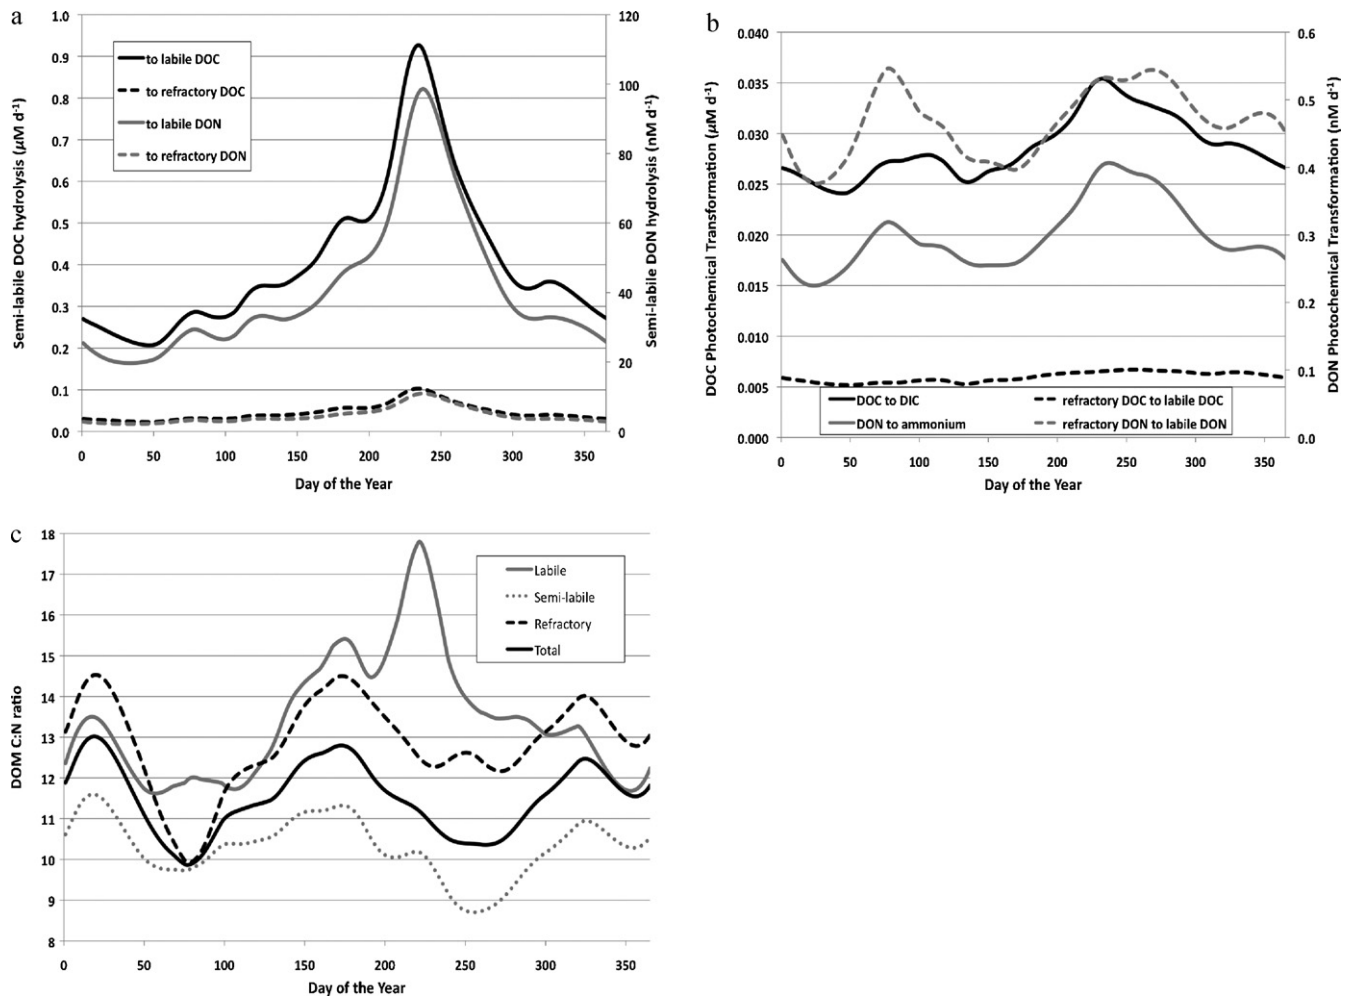 a
Semi-labile DOC hydrolysis (µM d-1)
1.0
0.9
0.8
0.7
0.6
0.5
0.4
0.3
0.2
0.1
0.0
to labile DOC
to refractory DOC
to labile DON
to refractory DON
120
100
80
60
40
20
0
Semi-labile DON hydrolysis (nM d-1)
0 50 100 150 200 250 300 350
Day of the Year
b
DOC Photochemical Transformation (µM d-1)
0.040
0.035
0.030
0.025
0.020
0.015
0.010
0.005
0.000
DOC to DIC refractory DOC to labile DOC
DON to ammonium refractory DON to labile DON
0.6
0.5
0.4
0.3
0.2
0.1
0.0
DON Photochemical Transformation (nM d-1)
0 50 100 150 200 250 300 350
Day of the Year
c
DOM C:N ratio
18
17
16
15
14
13
12
11
10
9
8
Labile
Semi-labile
Refractory
Total
0 50 100 150 200 250 300 350
Day of the Year